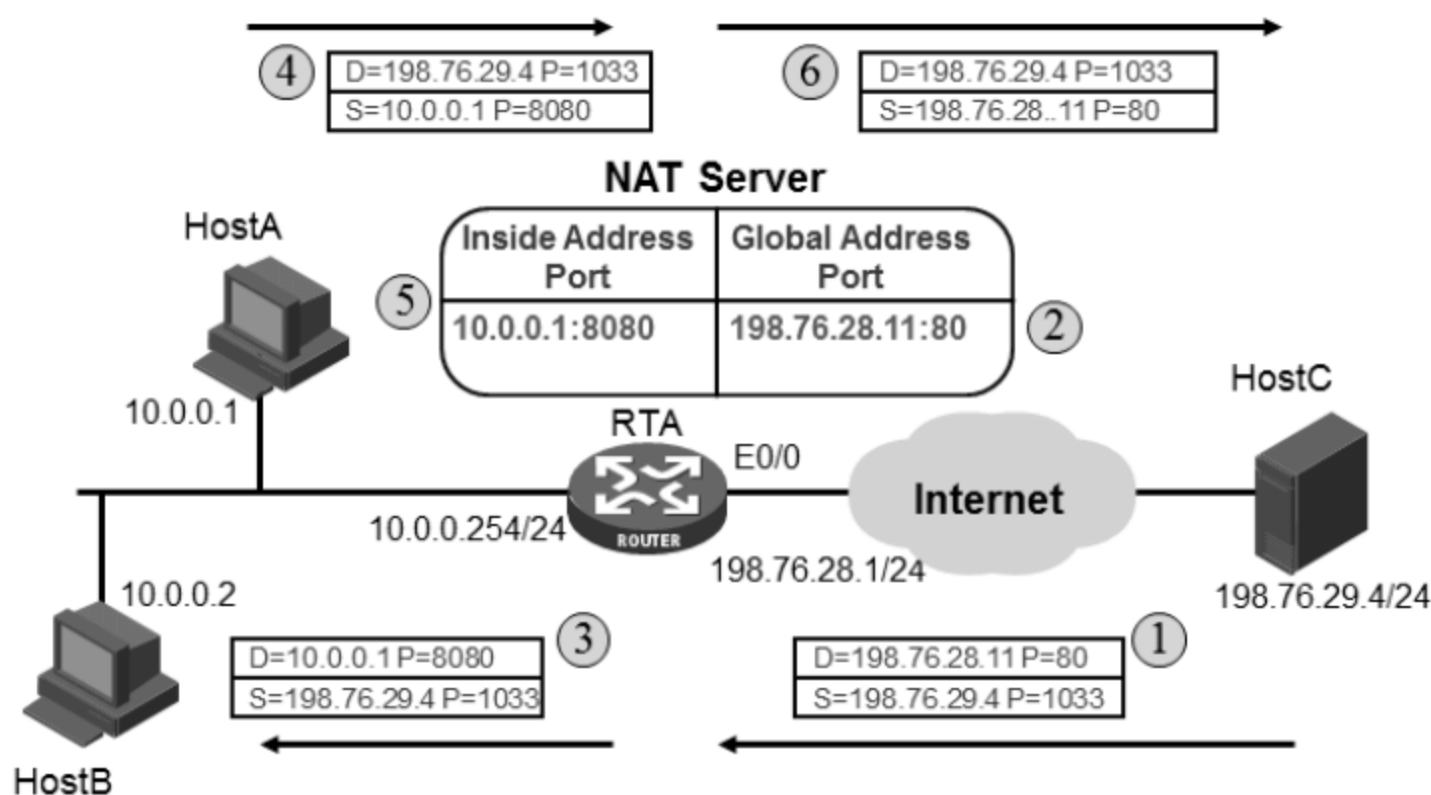 4
D=198.76.29.4 P=1033
S=10.0.0.1 P=8080
6
D=198.76.29.4 P=1033
S=198.76.28..11 P=80
NAT Server
HostA
Inside Address Port
Global Address Port
5
10.0.0.1:8080
198.76.28.11:80
2
10.0.0.1
RTA
E0/0
HostC
Internet
ROUTER
10.0.0.254/24
198.76.28.1/24
198.76.29.4/24
10.0.0.2
3
D=10.0.0.1 P=8080
S=198.76.29.4 P=1033
1
D=198.76.28.11 P=80
S=198.76.29.4 P=1033
HostB